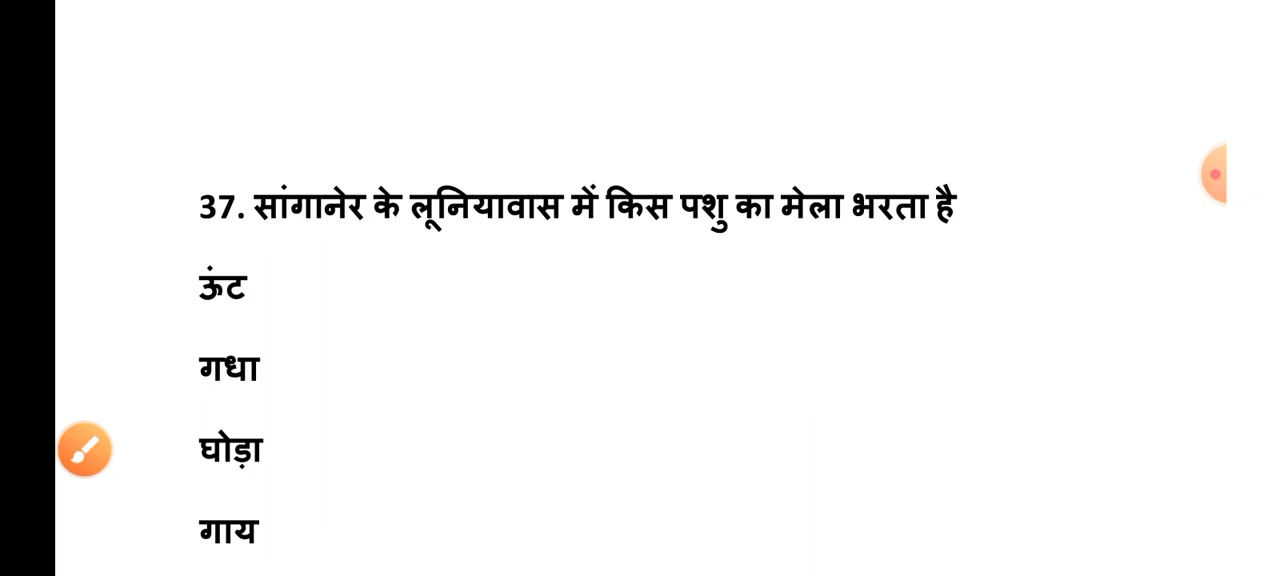 37. सांगानेर के लूनियावास में किस पशु का मेला भरता है
ऊंट
गधा
घोड़ा
गाय